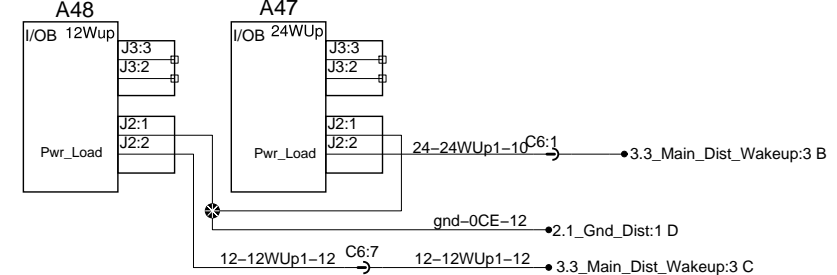 A48
A47
I/OB 12Wup
I/OB 24WUp
J3:3
J3:3
J3:2
J3:2
J2:1
J2:1
J2:2
J2:2
Pwr_Load
Pwr_Load
24-24WUp1-10
C6:1
3.3_Main_Dist_Wakeup:3 B
gnd-0CE-12
2.1_Gnd_Dist:1 D
12-12WUp1-12
C6:7
12-12WUp1-12
3.3_Main_Dist_Wakeup:3 C